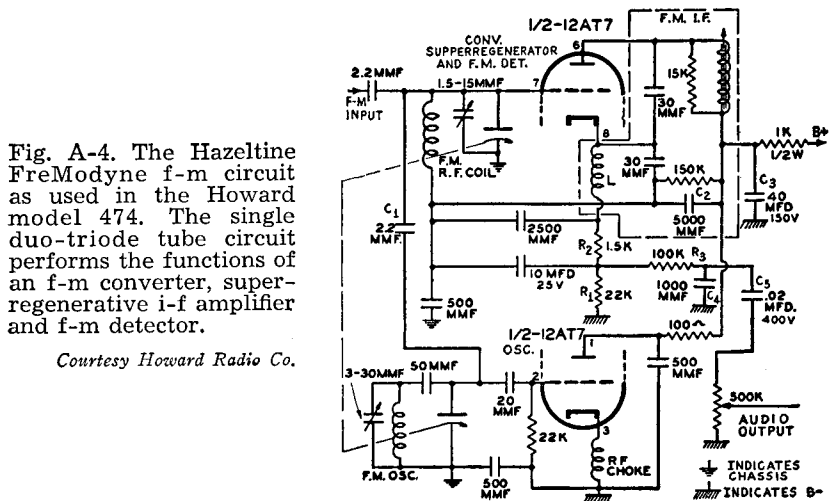 Fig. A-4. The Hazeltine
FreModyne f-m circuit
as used in the Howard
model 474. The single
duo-triode tube circuit
performs the functions of
an f-m converter, super-
regenerative i-f amplifier
and f-m detector.
Courtesy Howard Radio Co.
1/2-12AT7
F.M. I.F.
CONV.
SUPERREGENERATOR
AND F.M. DET.
6
2.2MMF
1.5-15MMF
7
15K
F-M
INPUT
30
MMF
8
1K
B+
1/2W
F.M.
R.F. COIL
L
30
MMF
150K
C3
40
MFD
150V
C1
2.2
MMF.
C2
5000
MMF
2500
MMF
R2
1.5K
100K
R3
10 MFD
25V
R1
22K
1000
MMF
C4
C5
.02
MFD.
400V
500
MMF
1/2-12AT7
OSC.
1
100~
500
MMF
3-30MMF
50MMF
2
20
MMF
500K
AUDIO
OUTPUT
22K
3
RF
CHOKE
F.M. OSC.
500
MMF
INDICATES
CHASSIS
INDICATES B-